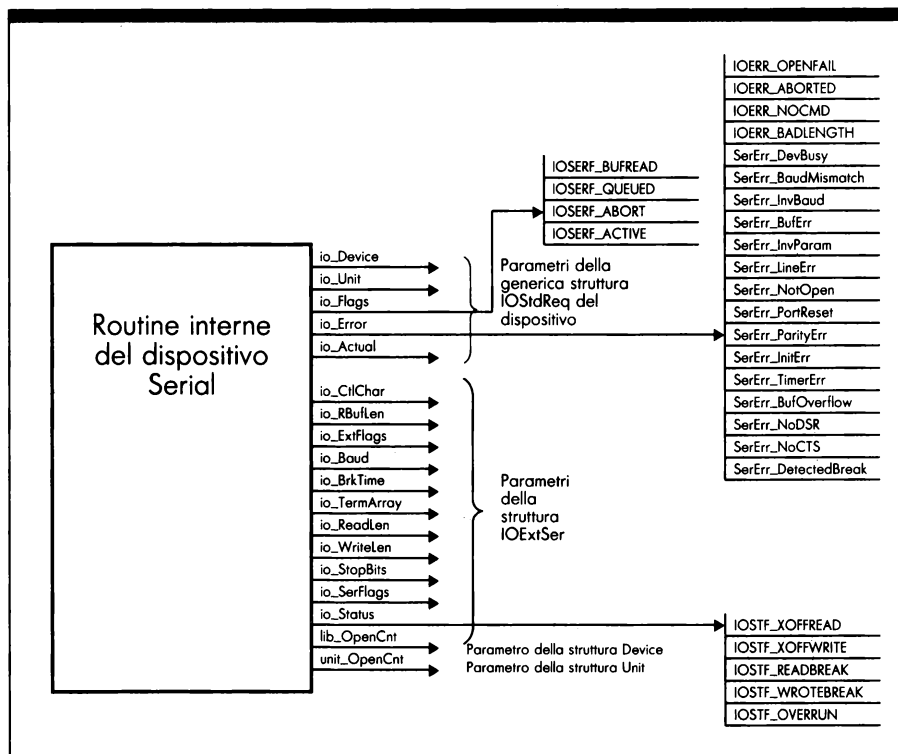 Routine interne
del dispositivo
Serial
io_Device
io_Unit
io_Flags
io_Error
io_Actual
io_CtlChar
io_RBufLen
io_ExtFlags
io_Baud
io_BrkTime
io_TermArray
io_ReadLen
io_WriteLen
io_StopBits
io_SerFlags
io_Status
lib_OpenCnt
unit_OpenCnt
IOSERF_BUFREAD
IOSERF_QUEUED
IOSERF_ABORT
IOSERF_ACTIVE
Parametri della
generica struttura
IOStdReq del
dispositivo
Parametri
della
struttura
IOExtSer
Parametro della struttura Device
Parametro della struttura Unit
IOERR_OPENFAIL
IOERR_ABORTED
IOERR_NOCMD
IOERR_BADLENGTH
SerErr_DevBusy
SerErr_BaudMismatch
SerErr_InvBaud
SerErr_BufErr
SerErr_InvParam
SerErr_LineErr
SerErr_NotOpen
SerErr_PortReset
SerErr_ParityErr
SerErr_InitErr
SerErr_TimerErr
SerErr_BufOverflow
SerErr_NoDSR
SerErr_NoCTS
SerErr_DetectedBreak
IOSTF_XOFFREAD
IOSTF_XOFFWRITE
IOSTF_READBREAK
IOSTF_WROTEBREAK
IOSTF_OVERRUN